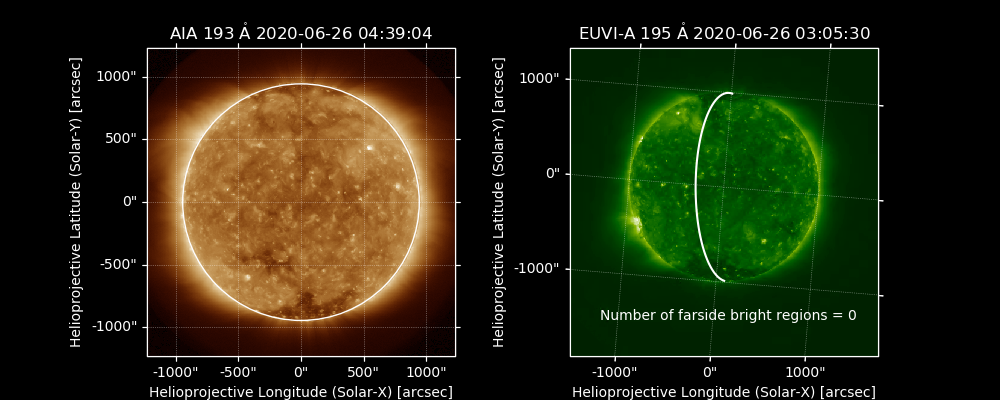 AIA 193 Å 2020-06-26 04:39:04
Helioprojective Latitude (Solar-Y) [arcsec]
1000"
500"
0"
-500"
-1000"
-1000" -500" 0" 500" 1000"
Helioprojective Longitude (Solar-X) [arcsec]
EUVI-A 195 Å 2020-06-26 03:05:30
Helioprojective Latitude (Solar-Y) [arcsec]
1000"
0"
-1000"
Number of farside bright regions = 0
-1000" 0" 1000"
Helioprojective Longitude (Solar-X) [arcsec]